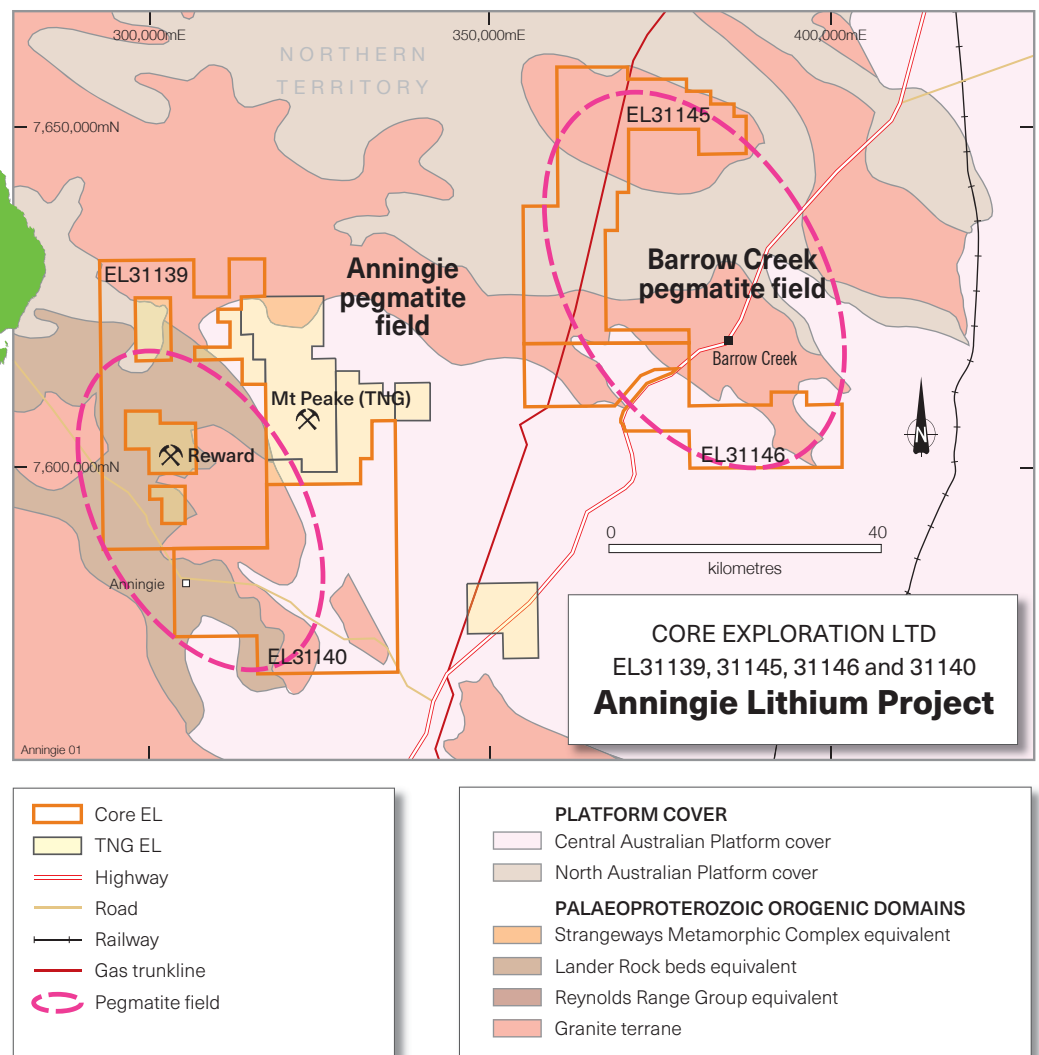 300,000mE
350,000mE
400,000mE
NORTHERN
TERRITORY
7,650,000mN
EL31145
EL31139
Anningie
pegmatite
field
Barrow Creek
pegmatite field
Barrow Creek
Mt Peake (TNG)
Reward
7,600,000mN
EL31146
N
0
40
kilometres
Anningie
EL31140
CORE EXPLORATION LTD
EL31139, 31145, 31146 and 31140
Anningie Lithium Project
Anningie 01
Core EL
TNG EL
Highway
Road
Railway
Gas trunkline
Pegmatite field
PLATFORM COVER
Central Australian Platform cover
North Australian Platform cover
PALAEOPROTEROZOIC OROGENIC DOMAINS
Strangeways Metamorphic Complex equivalent
Lander Rock beds equivalent
Reynolds Range Group equivalent
Granite terrane